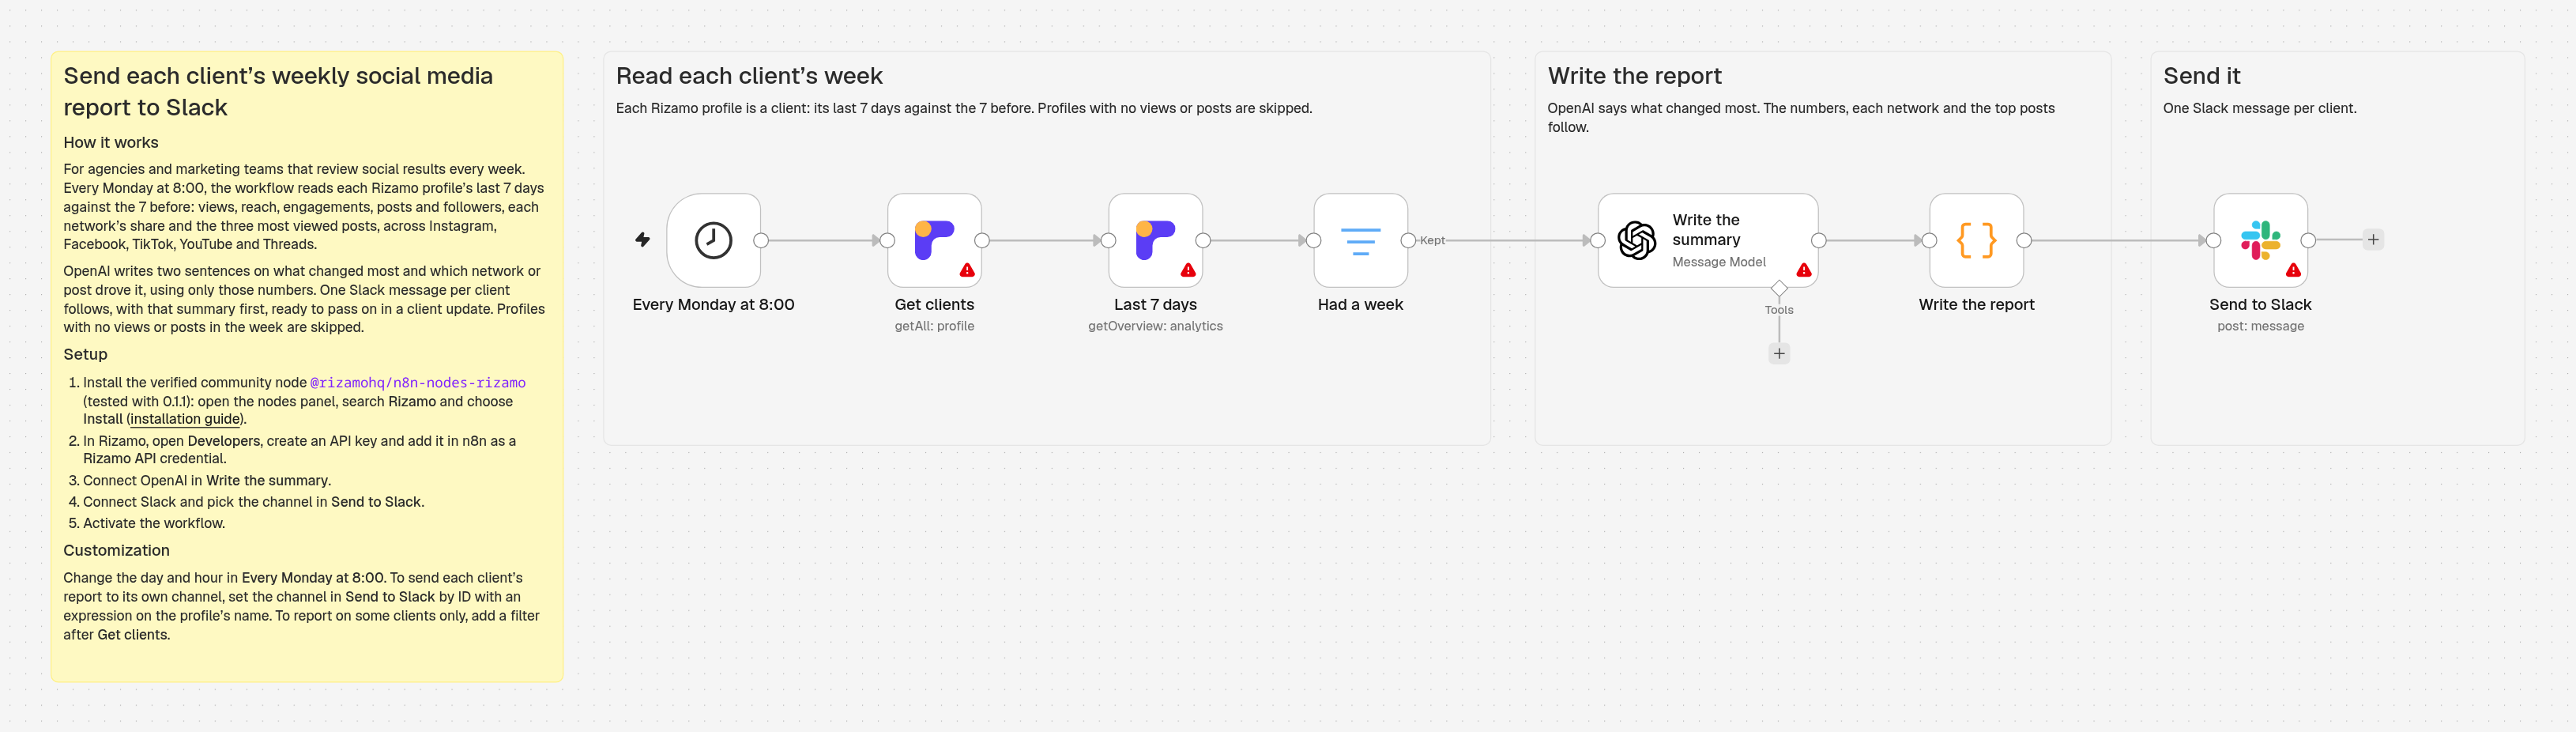 Send each client’s weekly social media
report to Slack
How it works
For agencies and marketing teams that review social results every week.
Every Monday at 8:00, the workflow reads each Rizamo profile’s last 7 days
against the 7 before: views, reach, engagements, posts and followers, each
network’s share and the three most viewed posts, across Instagram,
Facebook, TikTok, YouTube and Threads.
OpenAI writes two sentences on what changed most and which network or
post drove it, using only those numbers. One Slack message per client
follows, with that summary first, ready to pass on in a client update. Profiles
with no views or posts in the week are skipped.
Setup
1. Install the verified community node @rizamohq/n8n-nodes-rizamo
(tested with 0.1.1): open the nodes panel, search Rizamo and choose
Install (installation guide).
2. In Rizamo, open Developers, create an API key and add it in n8n as a
Rizamo API credential.
3. Connect OpenAI in Write the summary.
4. Connect Slack and pick the channel in Send to Slack.
5. Activate the workflow.
Customization
Change the day and hour in Every Monday at 8:00. To send each client’s
report to its own channel, set the channel in Send to Slack by ID with an
expression on the profile’s name. To report on some clients only, add a filter
after Get clients.
Read each client’s week
Each Rizamo profile is a client: its last 7 days against the 7 before. Profiles with no views or posts are skipped.
Every Monday at 8:00
Get clients
getAll: profile
Last 7 days
getOverview: analytics
Had a week
Kept
Write the report
OpenAI says what changed most. The numbers, each network and the top posts
follow.
Write the
summary
Message Model
Tools
Write the report
Send it
One Slack message per client.
Send to Slack
post: message